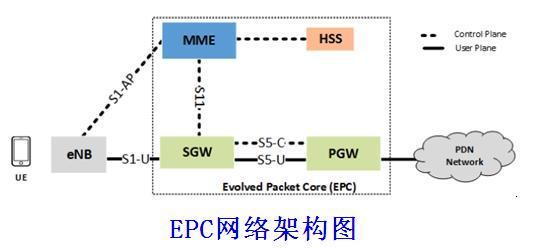 MME
HSS
Control Plane
User Plane
S1-AP
S11
UE
eNB
S1-U
SGW
S5-C
S5-U
PGW
PDN
Network
Evolved Packet Core (EPC)
EPC网络架构图